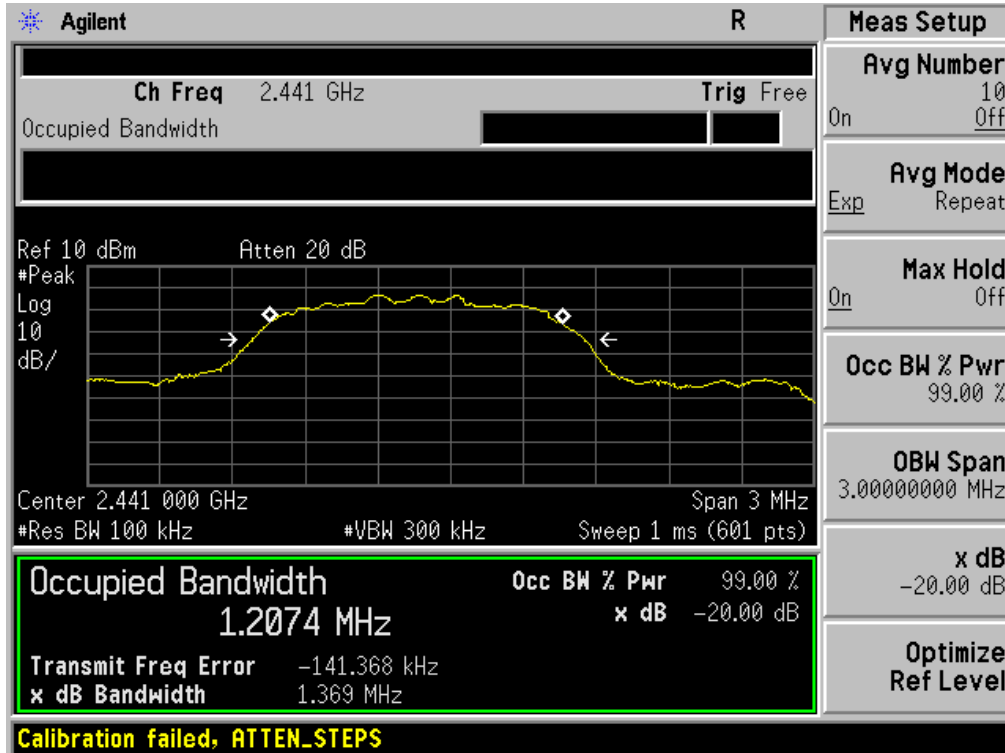 Agilent R Meas Setup
Ch Freq 2.441 GHz Trig Free
Occupied Bandwidth
Ref 10 dBm Atten 20 dB
#Peak
Log
10
dB/
Center 2.441 000 GHz Span 3 MHz
#Res BW 100 kHz #VBW 300 kHz Sweep 1 ms (601 pts)
Occupied Bandwidth
1.2074 MHz
Occ BW % Pwr 99.00 %
x dB -20.00 dB
Transmit Freq Error -141.368 kHz
x dB Bandwidth 1.369 MHz
Calibration failed, ATTEN_STEPS
Avg Number
10
On Off
Avg Mode
Exp Repeat
Max Hold
On Off
Occ BW % Pwr
99.00 %
OBW Span
3.00000000 MHz
x dB
-20.00 dB
Optimize
Ref Level